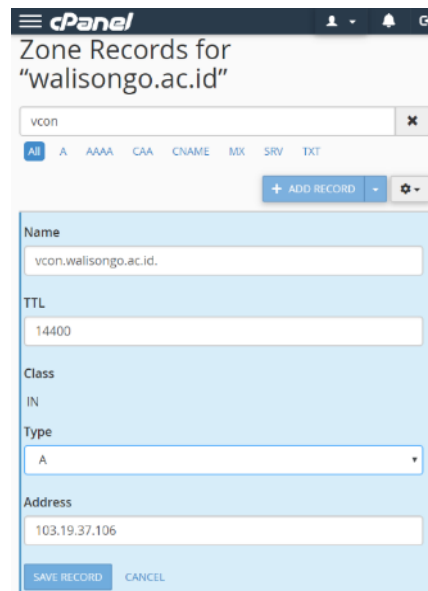 cPanel
Zone Records for
“walisongo.ac.id”
vcon
All A AAAA CAA CNAME MX SRV TXT
+ ADD RECORD
Name
vcon.walisongo.ac.id.
TTL
14400
Class
IN
Type
A
Address
103.19.37.106
SAVE RECORD CANCEL